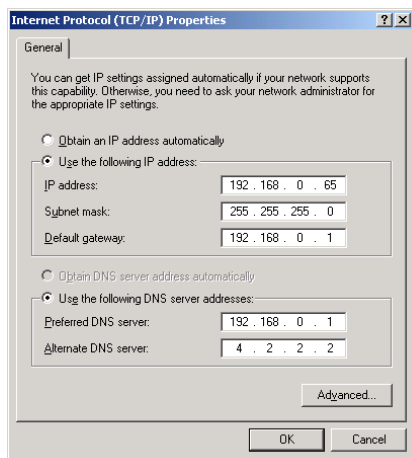 Internet Protocol (TCP/IP) Properties
General
You can get IP settings assigned automatically if your network supports
this capability. Otherwise, you need to ask your network administrator for
the appropriate IP settings.
Obtain an IP address automatically
Use the following IP address:
IP address: 192 . 168 . 0 . 65
Subnet mask: 255 . 255 . 255 . 0
Default gateway: 192 . 168 . 0 . 1
Obtain DNS server address automatically
Use the following DNS server addresses:
Preferred DNS server: 192 . 168 . 0 . 1
Alternate DNS server: 4 . 2 . 2 . 2
Advanced...
OK Cancel